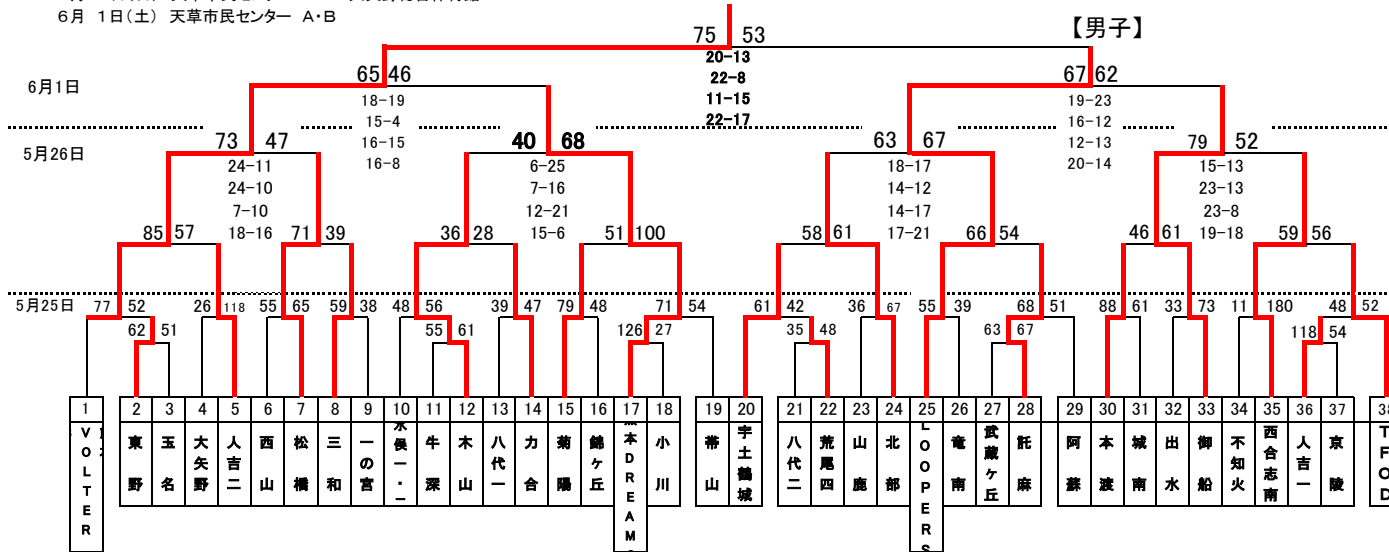 6月 1日(土) 天草市民センター A・B
【男子】
75 53
20-13
22-8
11-15
22-17
6月1日
65 46
18-19
15-4
16-15
16-8
67 62
19-23
16-12
12-13
20-14
5月26日
73 47
24-11
24-10
7-10
18-16
40 68
6-25
7-16
12-21
15-6
63 67
18-17
14-12
14-17
17-21
79 52
15-13
23-13
23-8
19-18
85 57
71 39
36 28
51 100
58 61
66 54
46 61
59 56
5月25日
77 52
26 118
55 65
59 38
48 56
39 47
79 48
71 54
61 42
36 67
55 39
68 51
88 61
33 73
11 180
48 52
62 51
55 61
126 27
35 48
63 67
118 54
1 VOLTER
2 東野
3 玉名
4 大矢野
5 人吉二
6 西山
7 松橋
8 三和
9 一の宮
10 水俣一・二
11 牛深
12 木山
13 八代一
14 力合
15 菊陽
16 錦ヶ丘
17 DREAM
18 小川
19 帯山
20 宇土鶴城
21 八代二
22 荒尾四
23 山鹿
24 北部
25 LOOPERS
26 竜南
27 武蔵ヶ丘
28 託麻
29 阿蘇
30 本渡
31 城南
32 出水
33 御船
34 不知火
35 西合志南
36 人吉一
37 京陵
38 TFOD